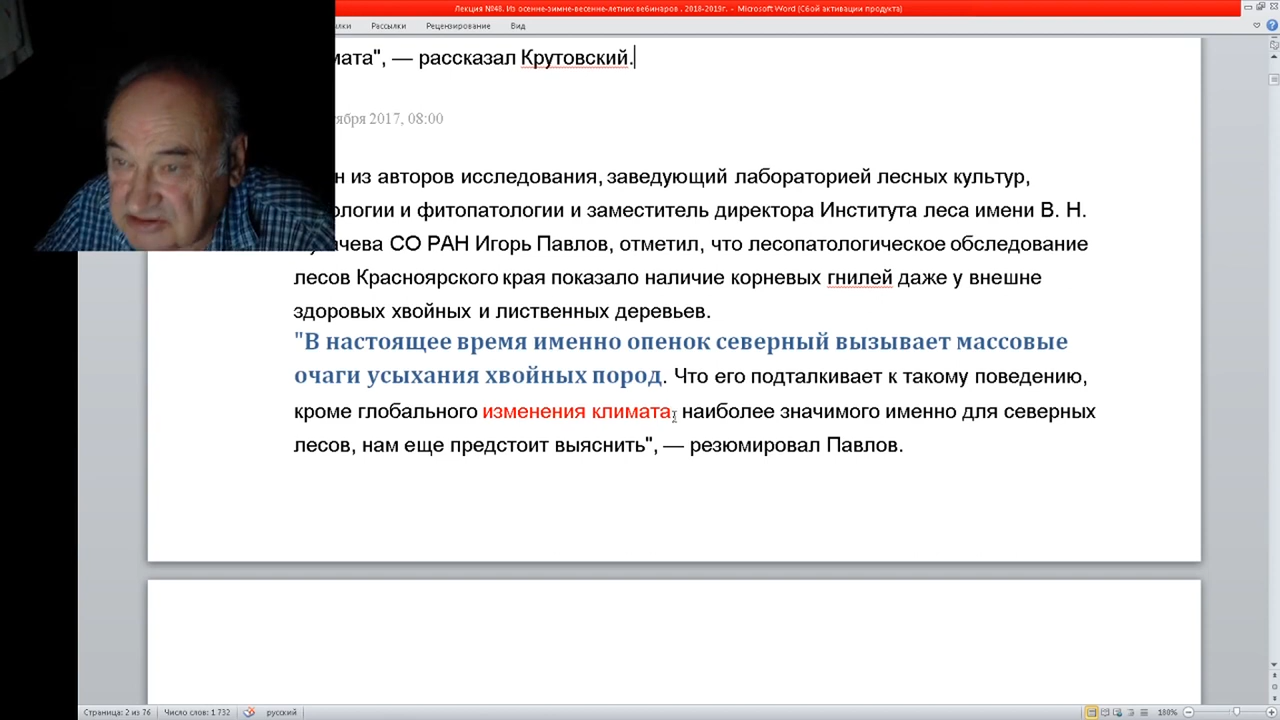 Лекция №48. Из осенне-зимне-весенне-летних вебинаров . 2018-2019г. - Microsoft Word (Сбой активации продукта)
Рассылки Рецензирование Вид
", — рассказал Крутовский.
2017, 08:00
из авторов исследования, заведующий лабораторией лесных культур,
и фитопатологии и заместитель директора Института леса имени В. Н.
СО РАН Игорь Павлов, отметил, что лесопатологическое обследование
лесов Красноярского края показало наличие корневых гнилей даже у внешне
здоровых хвойных и лиственных деревьев.
"В настоящее время именно опенок северный вызывает массовые
очаги усыхания хвойных пород. Что его подталкивает к такому поведению,
кроме глобального изменения климата, наиболее значимого именно для северных
лесов, нам еще предстоит выяснить", — резюмировал Павлов.
Страница: 2 из 76 Число слов: 1 732 русский 180%